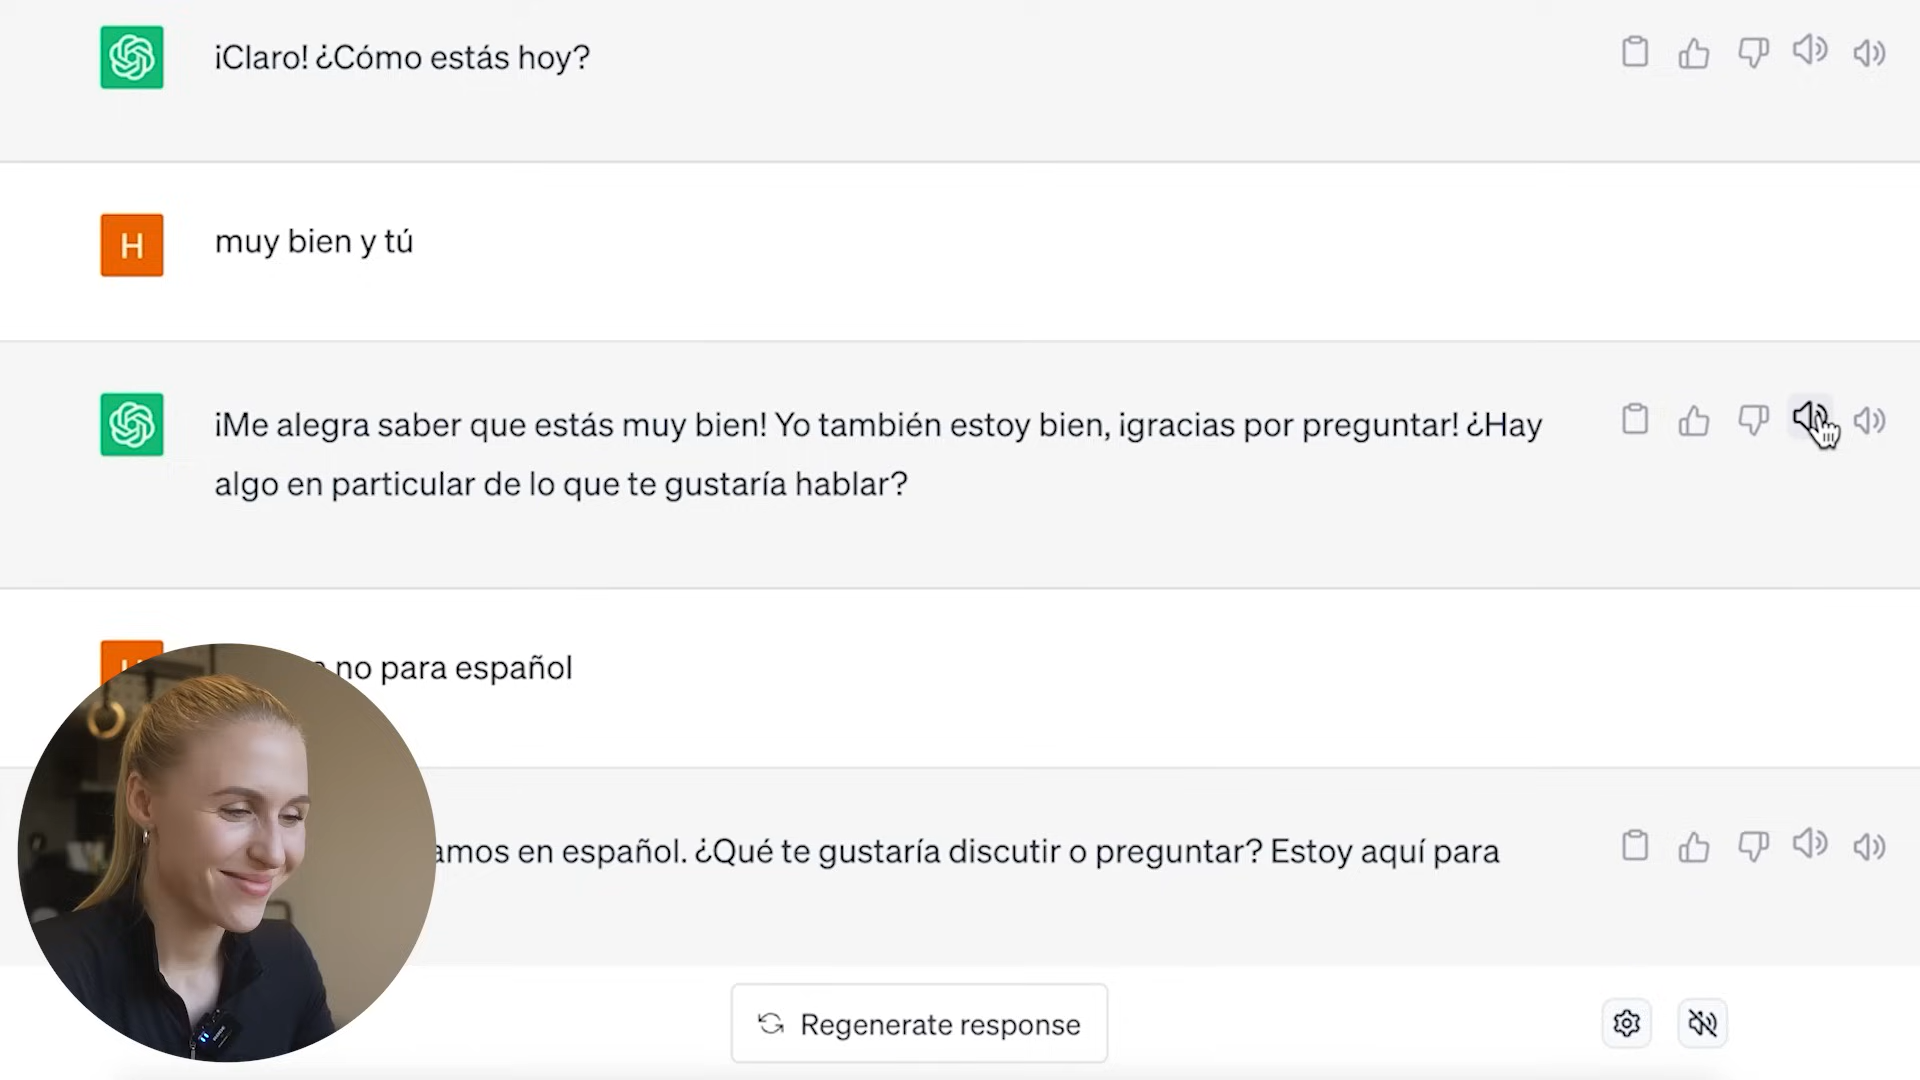 ¡Claro! ¿Cómo estás hoy?
H
muy bien y tú
¡Me alegra saber que estás muy bien! Yo también estoy bien, ¡gracias por preguntar! ¿Hay
algo en particular de lo que te gustaría hablar?
no para español
en español. ¿Qué te gustaría discutir o preguntar? Estoy aquí para
Regenerate response